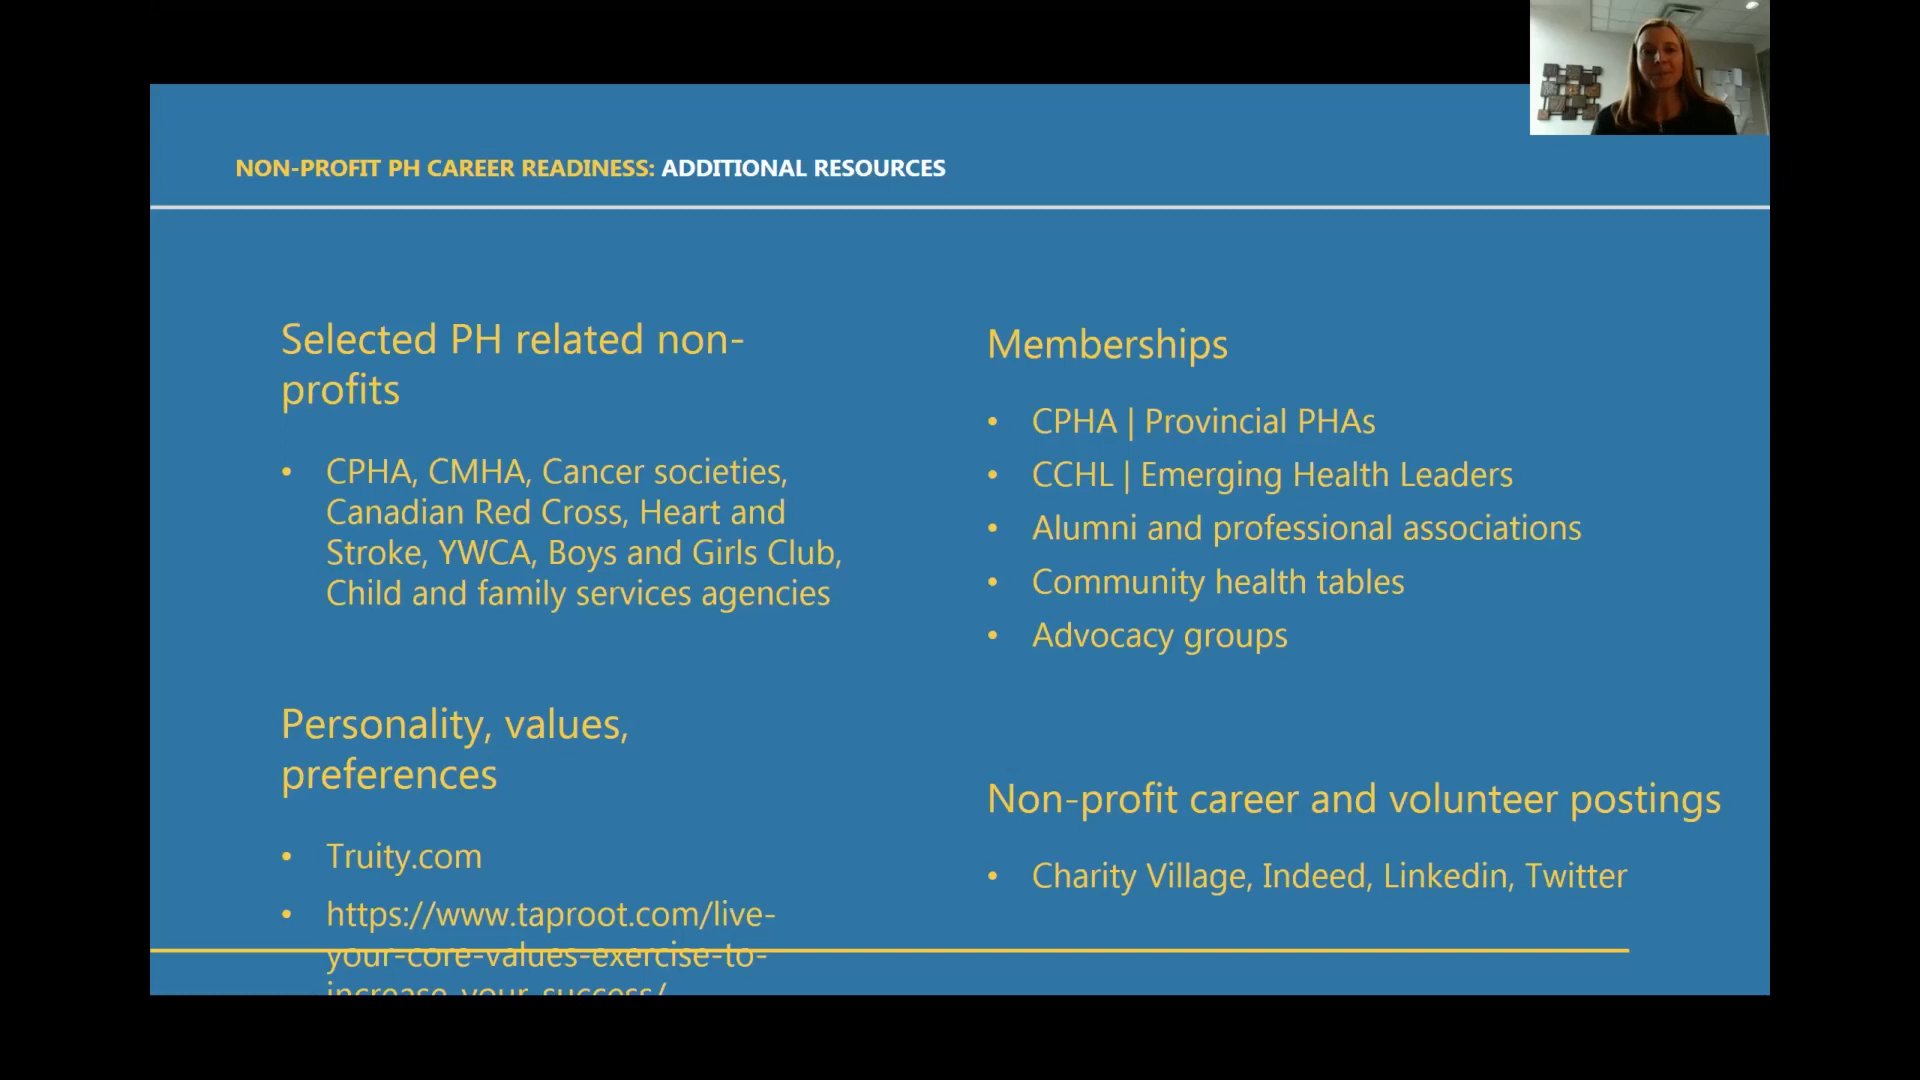 NON-PROFIT PH CAREER READINESS: ADDITIONAL RESOURCES
Selected PH related non-
profits
• CPHA, CMHA, Cancer societies,
Canadian Red Cross, Heart and
Stroke, YWCA, Boys and Girls Club,
Child and family services agencies
Personality, values,
preferences
• Truity.com
• https://www.taproot.com/live-
your-core-values-exercise-to-
increase-your-success/
Memberships
• CPHA | Provincial PHAs
• CCHL | Emerging Health Leaders
• Alumni and professional associations
• Community health tables
• Advocacy groups
Non-profit career and volunteer postings
• Charity Village, Indeed, Linkedin, Twitter